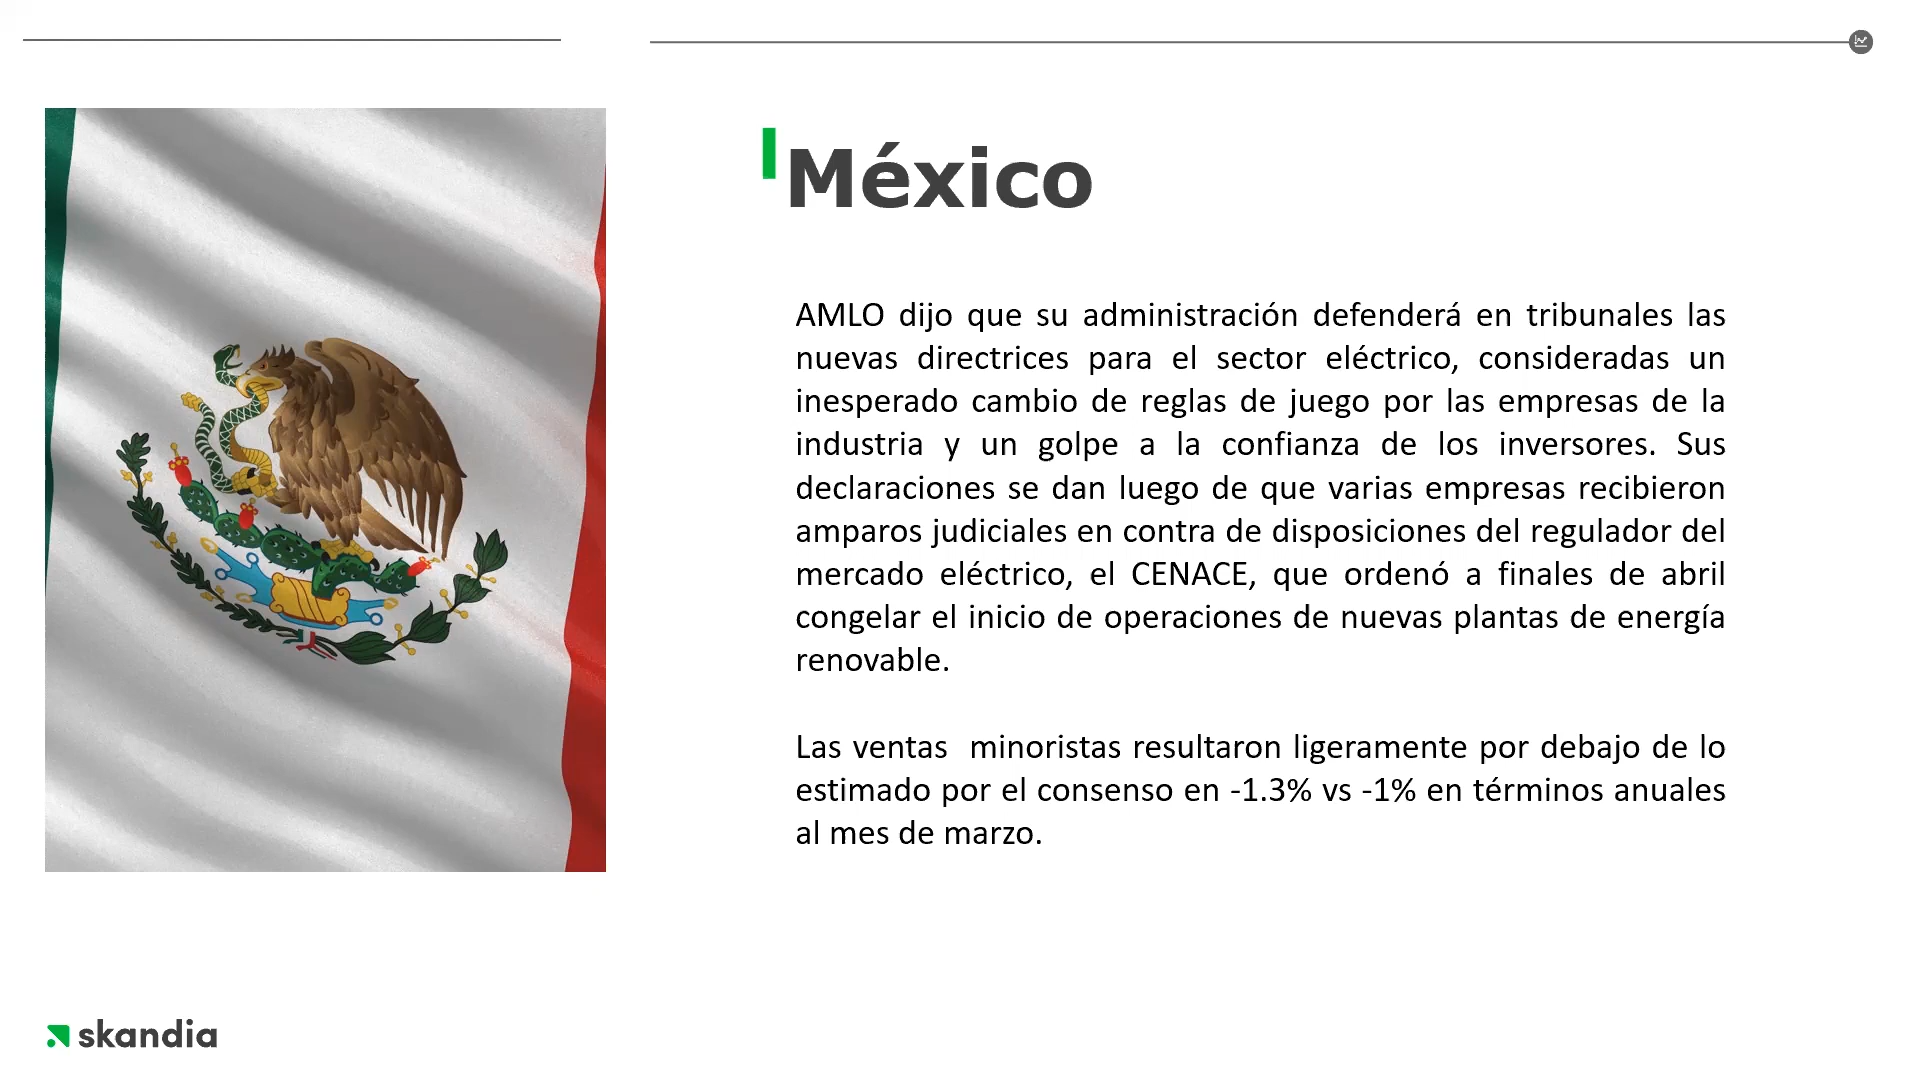 México
AMLO dijo que su administración defenderá en tribunales las
nuevas directrices para el sector eléctrico, consideradas un
inesperado cambio de reglas de juego por las empresas de la
industria y un golpe a la confianza de los inversores. Sus
declaraciones se dan luego de que varias empresas recibieron
amparos judiciales en contra de disposiciones del regulador del
mercado eléctrico, el CENACE, que ordenó a finales de abril
congelar el inicio de operaciones de nuevas plantas de energía
renovable.
Las ventas  minoristas resultaron ligeramente por debajo de lo
estimado por el consenso en -1.3% vs -1% en términos anuales
al mes de marzo.
skandia